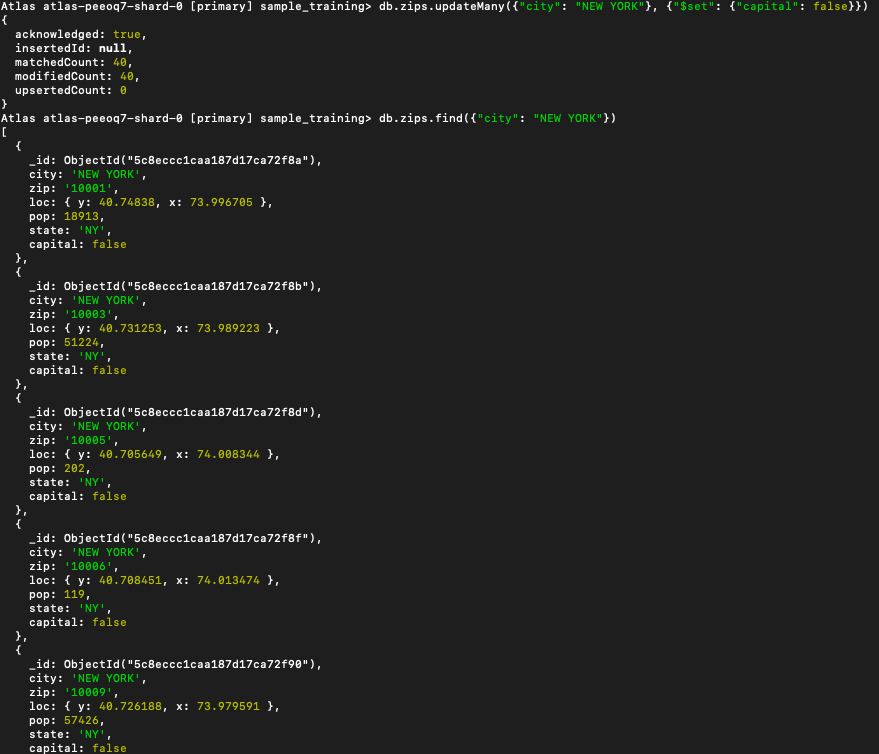 Atlas atlas-peeoq7-shard-0 [primary] sample_training> db.zips.updateMany({"city": "NEW YORK"}, {"$set": {"capital": false}})
{
  acknowledged: true,
  insertedId: null,
  matchedCount: 40,
  modifiedCount: 40,
  upsertedCount: 0
}
Atlas atlas-peeoq7-shard-0 [primary] sample_training> db.zips.find({"city": "NEW YORK"})
[
  {
    _id: ObjectId("5c8eccc1caa187d17ca72f8a"),
    city: 'NEW YORK',
    zip: '10001',
    loc: { y: 40.74838, x: 73.996705 },
    pop: 18913,
    state: 'NY',
    capital: false
  },
  {
    _id: ObjectId("5c8eccc1caa187d17ca72f8b"),
    city: 'NEW YORK',
    zip: '10003',
    loc: { y: 40.731253, x: 73.989223 },
    pop: 51224,
    state: 'NY',
    capital: false
  },
  {
    _id: ObjectId("5c8eccc1caa187d17ca72f8d"),
    city: 'NEW YORK',
    zip: '10005',
    loc: { y: 40.705649, x: 74.008344 },
    pop: 202,
    state: 'NY',
    capital: false
  },
  {
    _id: ObjectId("5c8eccc1caa187d17ca72f8f"),
    city: 'NEW YORK',
    zip: '10006',
    loc: { y: 40.708451, x: 74.013474 },
    pop: 119,
    state: 'NY',
    capital: false
  },
  {
    _id: ObjectId("5c8eccc1caa187d17ca72f90"),
    city: 'NEW YORK',
    zip: '10009',
    loc: { y: 40.726188, x: 73.979591 },
    pop: 57426,
    state: 'NY',
    capital: false